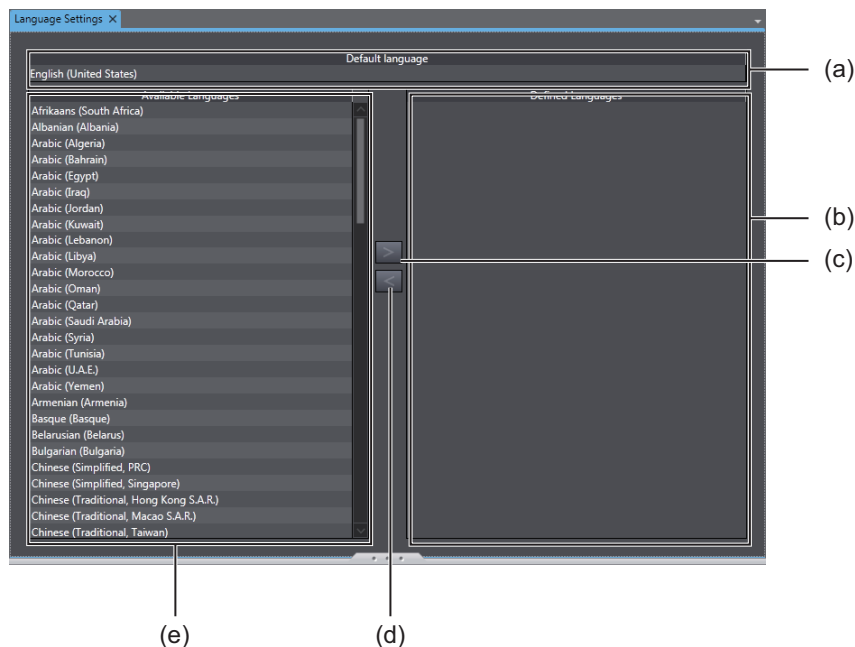 Language Settings ×
Default language
English (United States)
(a)
Available Languages
Defined Languages
Afrikaans (South Africa)
Albanian (Albania)
Arabic (Algeria)
Arabic (Bahrain)
Arabic (Egypt)
Arabic (Iraq)
Arabic (Jordan)
Arabic (Kuwait)
(b)
Arabic (Lebanon)
>
(c)
Arabic (Libya)
Arabic (Morocco)
<
Arabic (Oman)
Arabic (Qatar)
Arabic (Saudi Arabia)
Arabic (Syria)
Arabic (Tunisia)
Arabic (U.A.E.)
Arabic (Yemen)
Armenian (Armenia)
Basque (Basque)
Belarusian (Belarus)
Bulgarian (Bulgaria)
Chinese (Simplified, PRC)
Chinese (Simplified, Singapore)
Chinese (Traditional, Hong Kong S.A.R.)
Chinese (Traditional, Macao S.A.R.)
Chinese (Traditional, Taiwan)
(e)
(d)